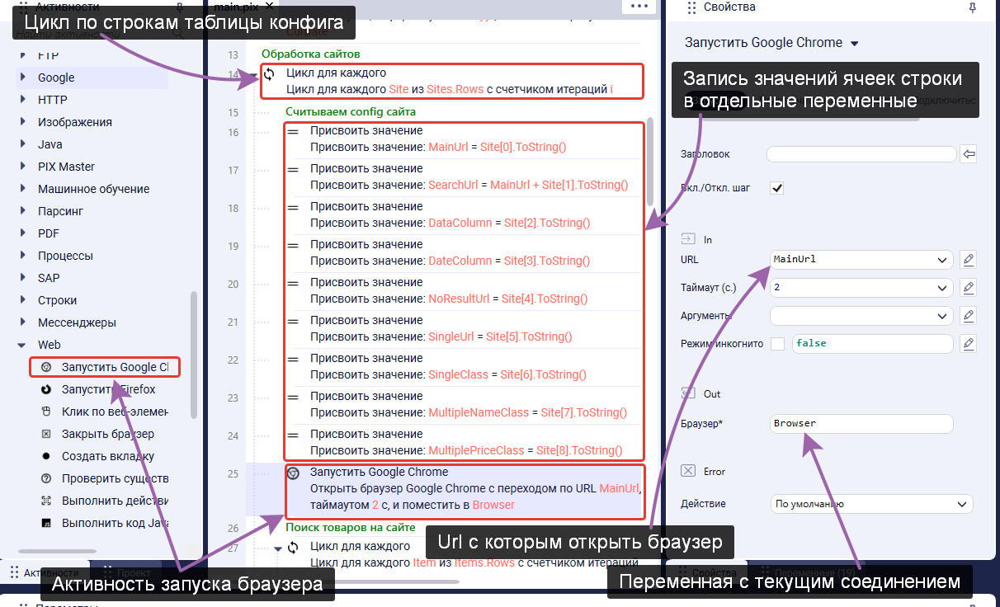 Активности
Цикл по строкам таблицы конфига
FTP
Google
HTTP
Изображения
Java
PIX Master
Машинное обучение
Парсинг
PDF
Процессы
SAP
Строки
Мессенджеры
Web
Запустить Google Cl
Запустить Firefox
Клик по веб-элемен
Закрыть браузер
Создать вкладку
Проверить существ
Выполнить действи
Выполнить код Java
Активности
Проект
Активность запуска браузера
main.pix
13
Обработка сайтов
14
Цикл для каждого
Цикл для каждого Site из Sites.Rows с счетчиком итераций i
15
Считываем config сайта
16
Присвоить значение
Присвоить значение: MainUrl = Site[0].ToString()
17
Присвоить значение
Присвоить значение: SearchUrl = MainUrl + Site[1].ToString()
18
Присвоить значение
Присвоить значение: DataColumn = Site[2].ToString()
19
Присвоить значение
Присвоить значение: DateColumn = Site[3].ToString()
20
Присвоить значение
Присвоить значение: NoResultUrl = Site[4].ToString()
21
Присвоить значение
Присвоить значение: SingleUrl = Site[5].ToString()
22
Присвоить значение
Присвоить значение: SingleClass = Site[6].ToString()
23
Присвоить значение
Присвоить значение: MultipleNameClass = Site[7].ToString()
24
Присвоить значение
Присвоить значение: MultiplePriceClass = Site[8].ToString()
25
Запустить Google Chrome
Открыть браузер Google Chrome с переходом по URL MainUrl,
таймаутом 2 с, и поместить в Browser
26
Поиск товаров на сайте
27
Цикл для каждого
Цикл для каждого Item из Items.Rows с счетчиком итераций
Url с которым открыть браузер
Свойства
Запустить Google Chrome
Запись значений ячеек строки
в отдельные переменные
Заголовок
Вкл./Откл. шаг
In
URL
MainUrl
Таймаут (с.)
2
Аргументы
Режим инкогнито
false
Out
Браузер*
Browser
Error
Действие
По умолчанию
Свойства
Переменные (19)
Переменная с текущим соединением
Параметры